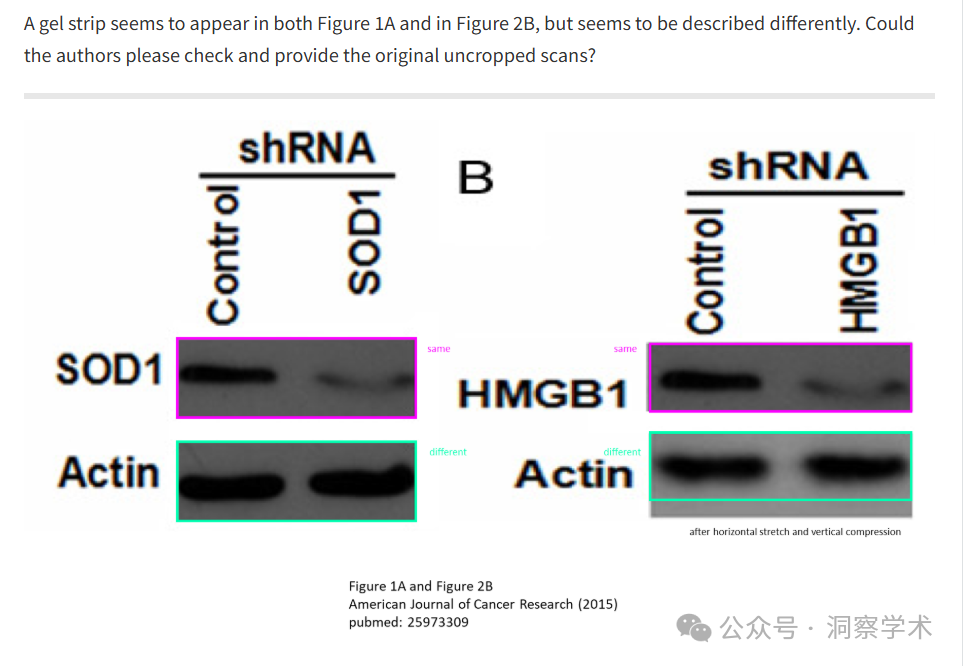 A gel strip seems to appear in both Figure 1A and in Figure 2B, but seems to be described differently. Could
the authors please check and provide the original uncropped scans?
shRNA
Control
SOD1
SOD1
same
Actin
different
B
shRNA
Control
HMGB1
same
HMGB1
different
Actin
after horizontal stretch and vertical compression
Figure 1A and Figure 2B
American Journal of Cancer Research (2015)
pubmed: 25973309
公众号 · 洞察学术